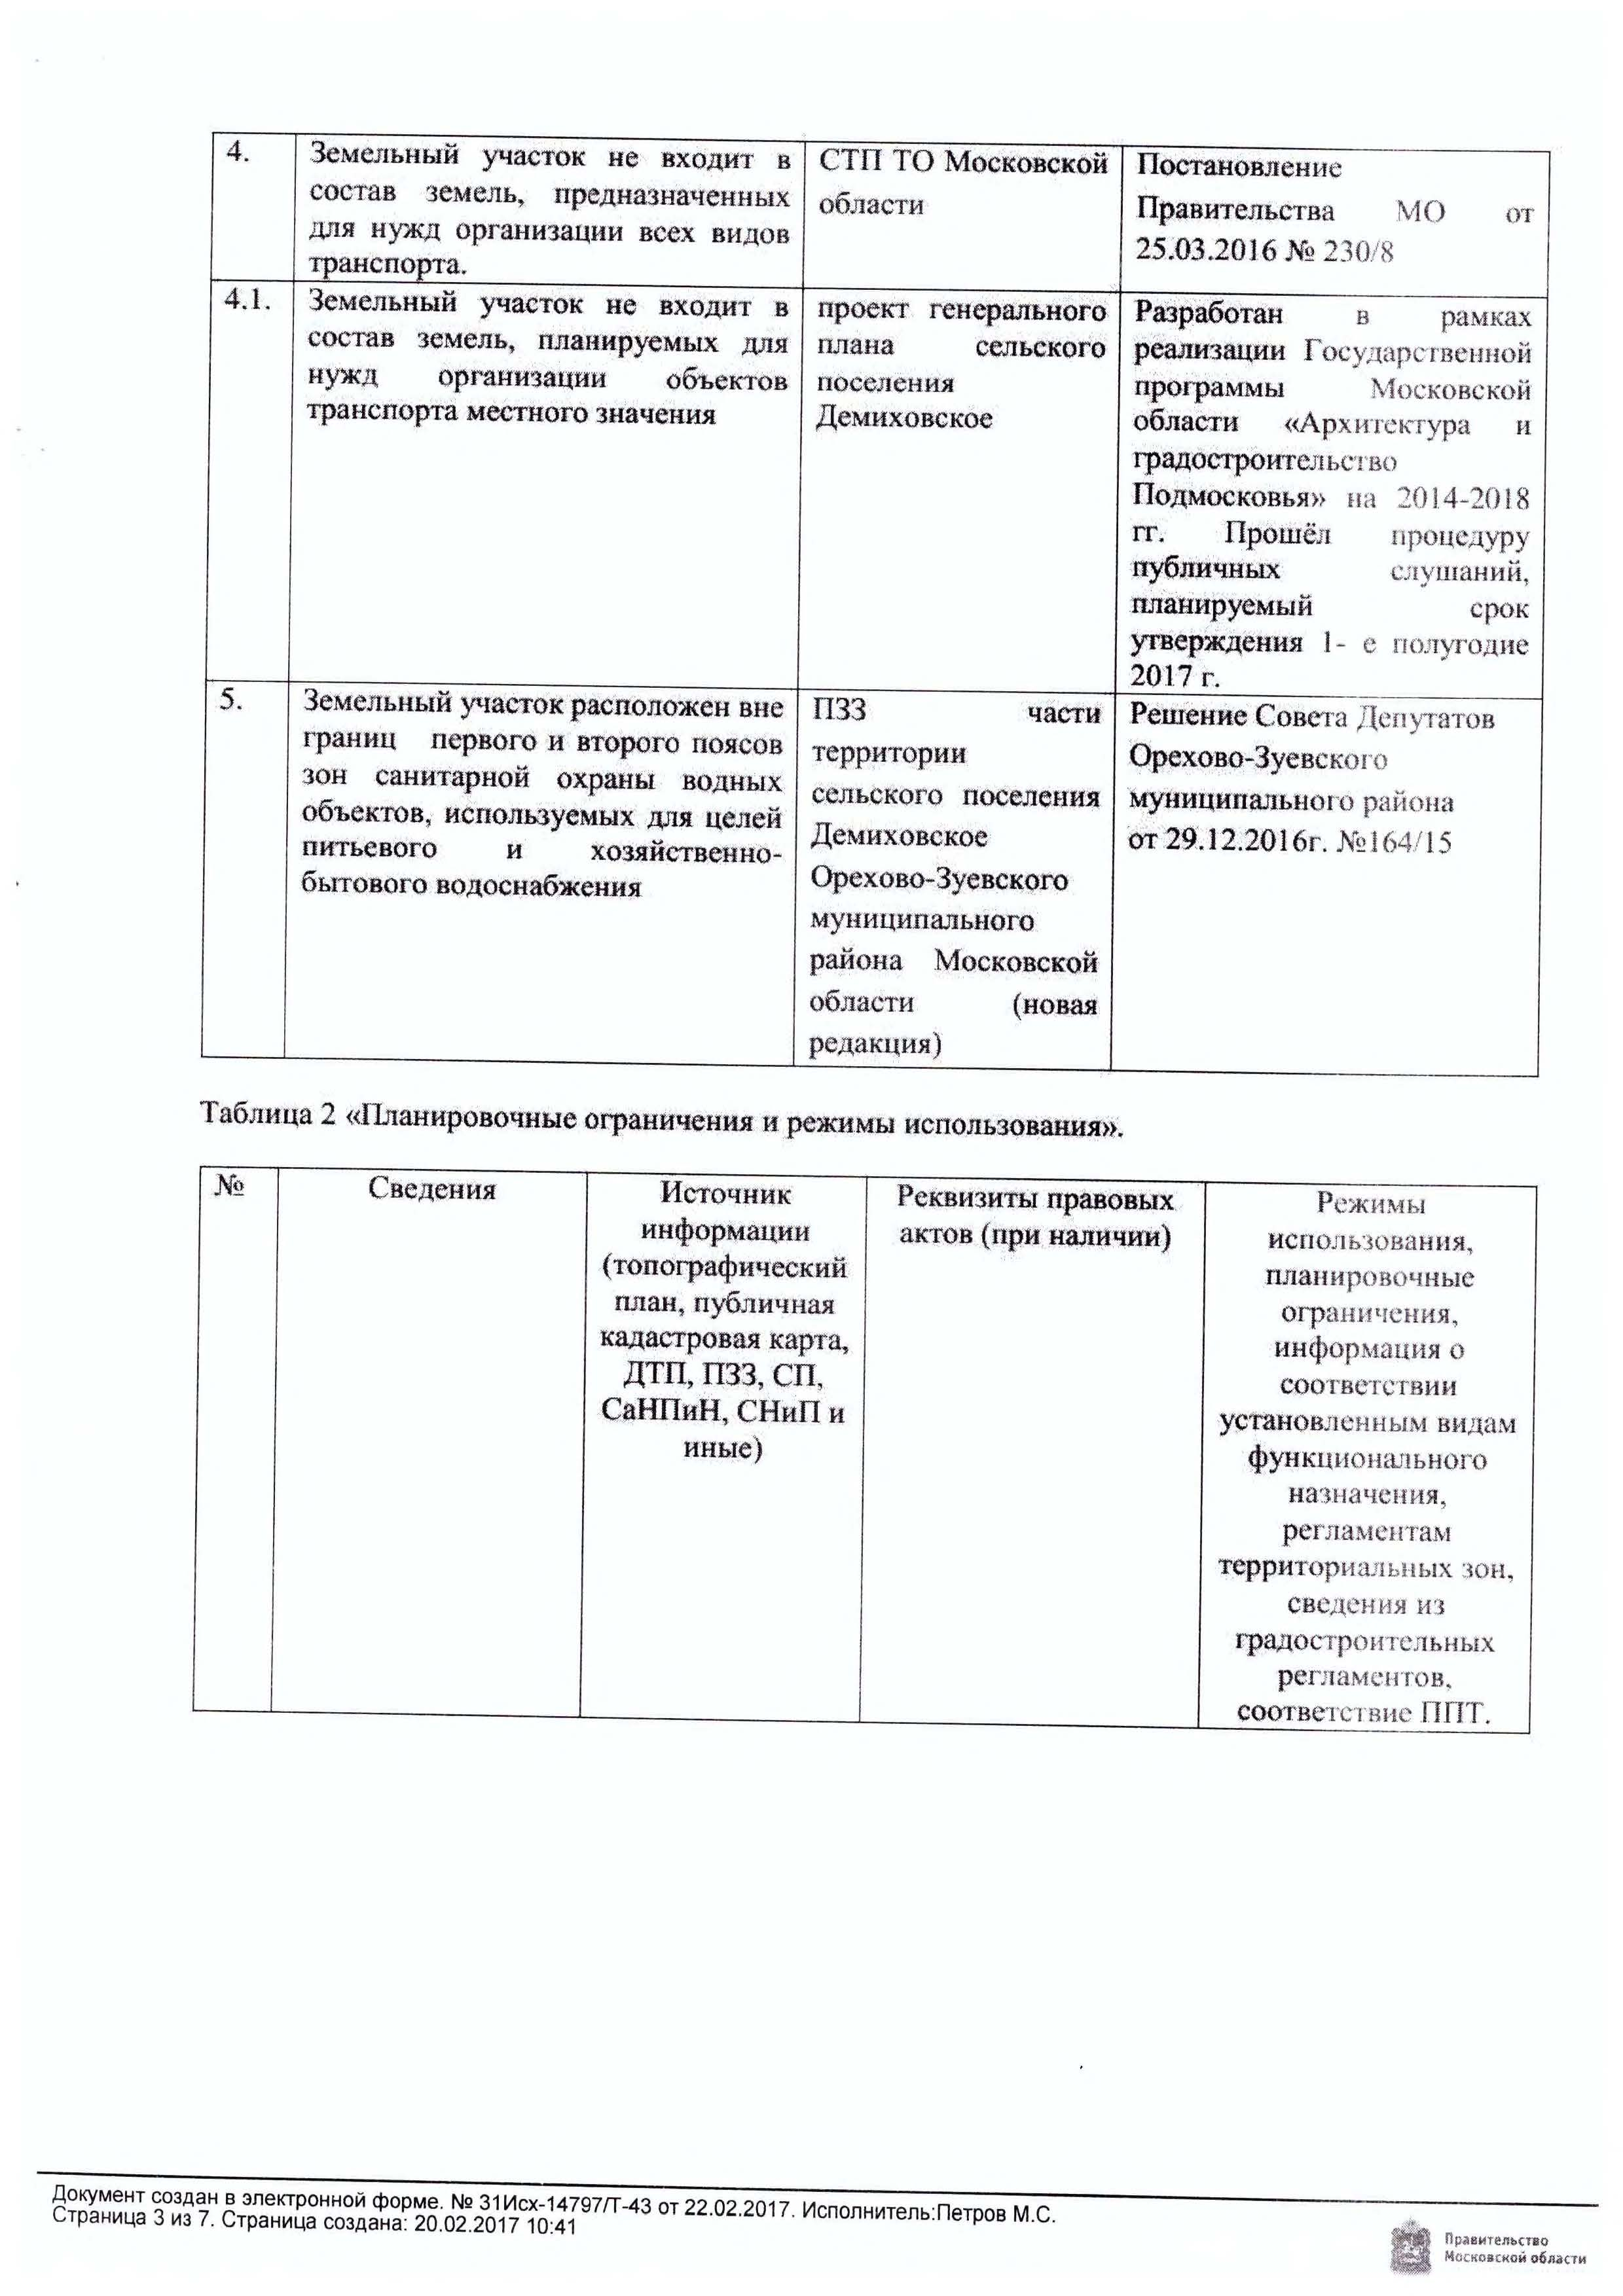 4.
Земельный участок не входит в
состав земель, предназначенных
для нужд организации всех видов
транспорта.
СТП ТО Московской
области
Постановление
Правительства МО от
25.03.2016 № 230/8
4.1.
Земельный участок не входит в
состав земель, планируемых для
нужд организации объектов
транспорта местного значения
проект генерального
плана сельского
поселения
Демиховское
Разработан в рамках
реализации Государственной
программы Московской
области «Архитектура и
градостроительство
Подмосковья» на 2014-2018
гг. Прошёл процедуру
публичных слушаний,
планируемый срок
утверждения 1- е полугодие
2017 г.
5.
Земельный участок расположен вне
границ первого и второго поясов
зон санитарной охраны водных
объектов, используемых для целей
питьевого и хозяйственно-
бытового водоснабжения
ПЗЗ части
территории
сельского поселения
Демиховское
Орехово-Зуевского
муниципального
района Московской
области (новая
редакция)
Решение Совета Депутатов
Орехово-Зуевского
муниципального района
от 29.12.2016г. №164/15
Таблица 2 «Планировочные ограничения и режимы использования».
№
Сведения
Источник
информации
(топографический
план, публичная
кадастровая карта,
ДТП, ПЗЗ, СП,
СаНПиН, СНиП и
иные)
Реквизиты правовых
актов (при наличии)
Режимы
использования,
планировочные
ограничения,
информация о
соответствии
установленным видам
функционального
назначения,
регламентам
территориальных зон,
сведения из
градостроительных
регламентов,
соответствие ППТ.
Документ создан в электронной форме. № 31Исх-14797/Т-43 от 22.02.2017. Исполнитель:Петров М.С.
Страница 3 из 7. Страница создана: 20.02.2017 10:41
Правительство
Московской области